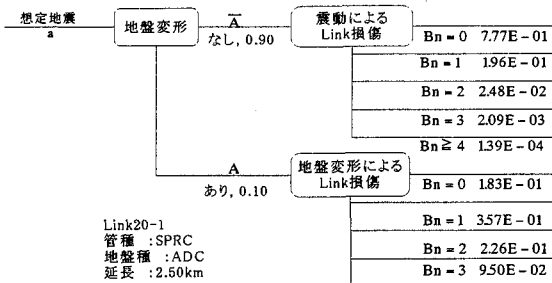 想定地震
a
地盤変形
A̅
なし, 0.90
震動による
Link損傷
Bn = 0 7.77E - 01
Bn = 1 1.96E - 01
Bn = 2 2.48E - 02
Bn = 3 2.09E - 03
Bn ≧ 4 1.39E - 04
A
あり, 0.10
地盤変形による
Link損傷
Bn = 0 1.83E - 01
Bn = 1 3.57E - 01
Bn = 2 2.26E - 01
Bn = 3 9.50E - 02
Link20-1
管種 :SPRC
地盤種 :ADC
延長 :2.50km